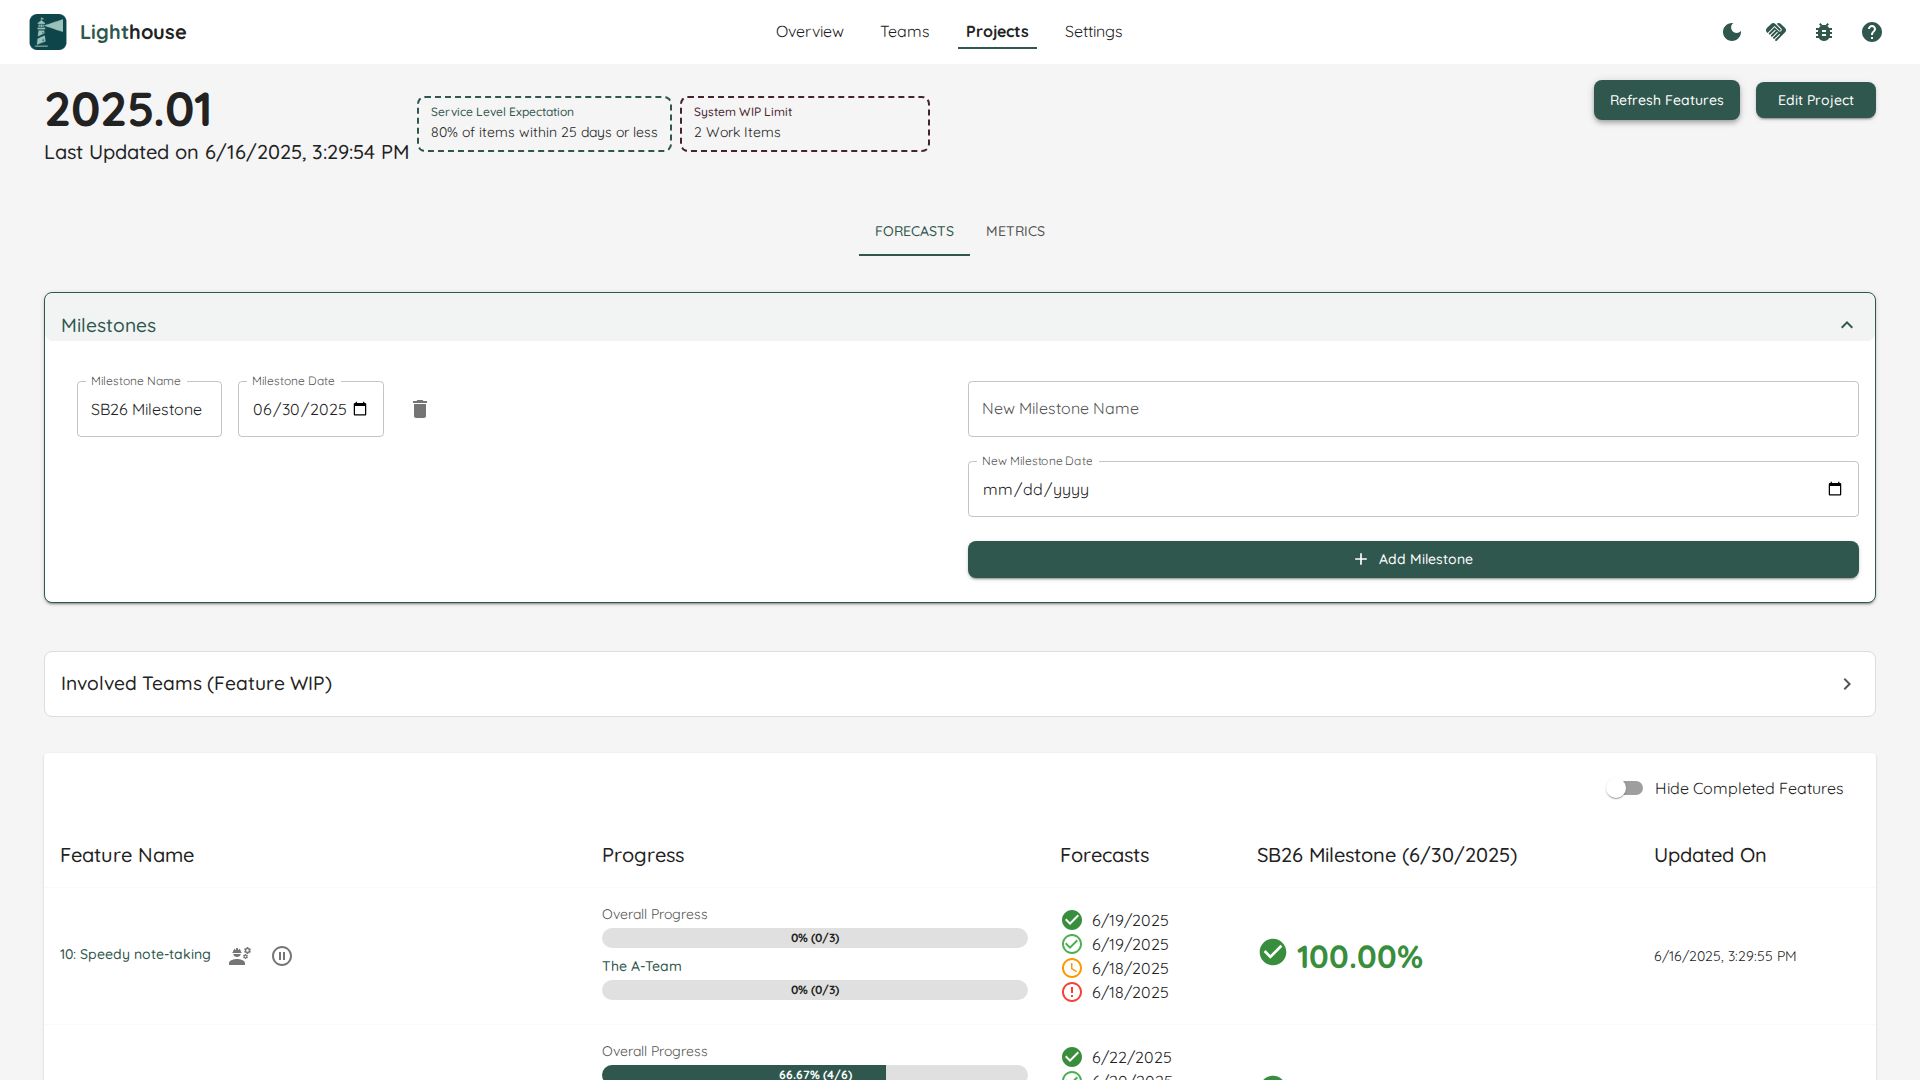 Lighthouse
Overview
Teams
Projects
Settings
2025.01
Last Updated on 6/16/2025, 3:29:54 PM
Service Level Expectation
80% of items within 25 days or less
System WIP Limit
2 Work Items
Refresh Features
Edit Project
FORECASTS
METRICS
Milestones
Milestone Name
SB26 Milestone
Milestone Date
06/30/2025
New Milestone Name
New Milestone Date
mm/dd/yyyy
Add Milestone
Involved Teams (Feature WIP)
Hide Completed Features
Feature Name
Progress
Forecasts
SB26 Milestone (6/30/2025)
Updated On
10: Speedy note-taking
Overall Progress
0% (0/3)
The A-Team
0% (0/3)
6/19/2025
6/19/2025
6/18/2025
6/18/2025
100.00%
6/16/2025, 3:29:55 PM
Overall Progress
66.67% (4/6)
6/22/2025